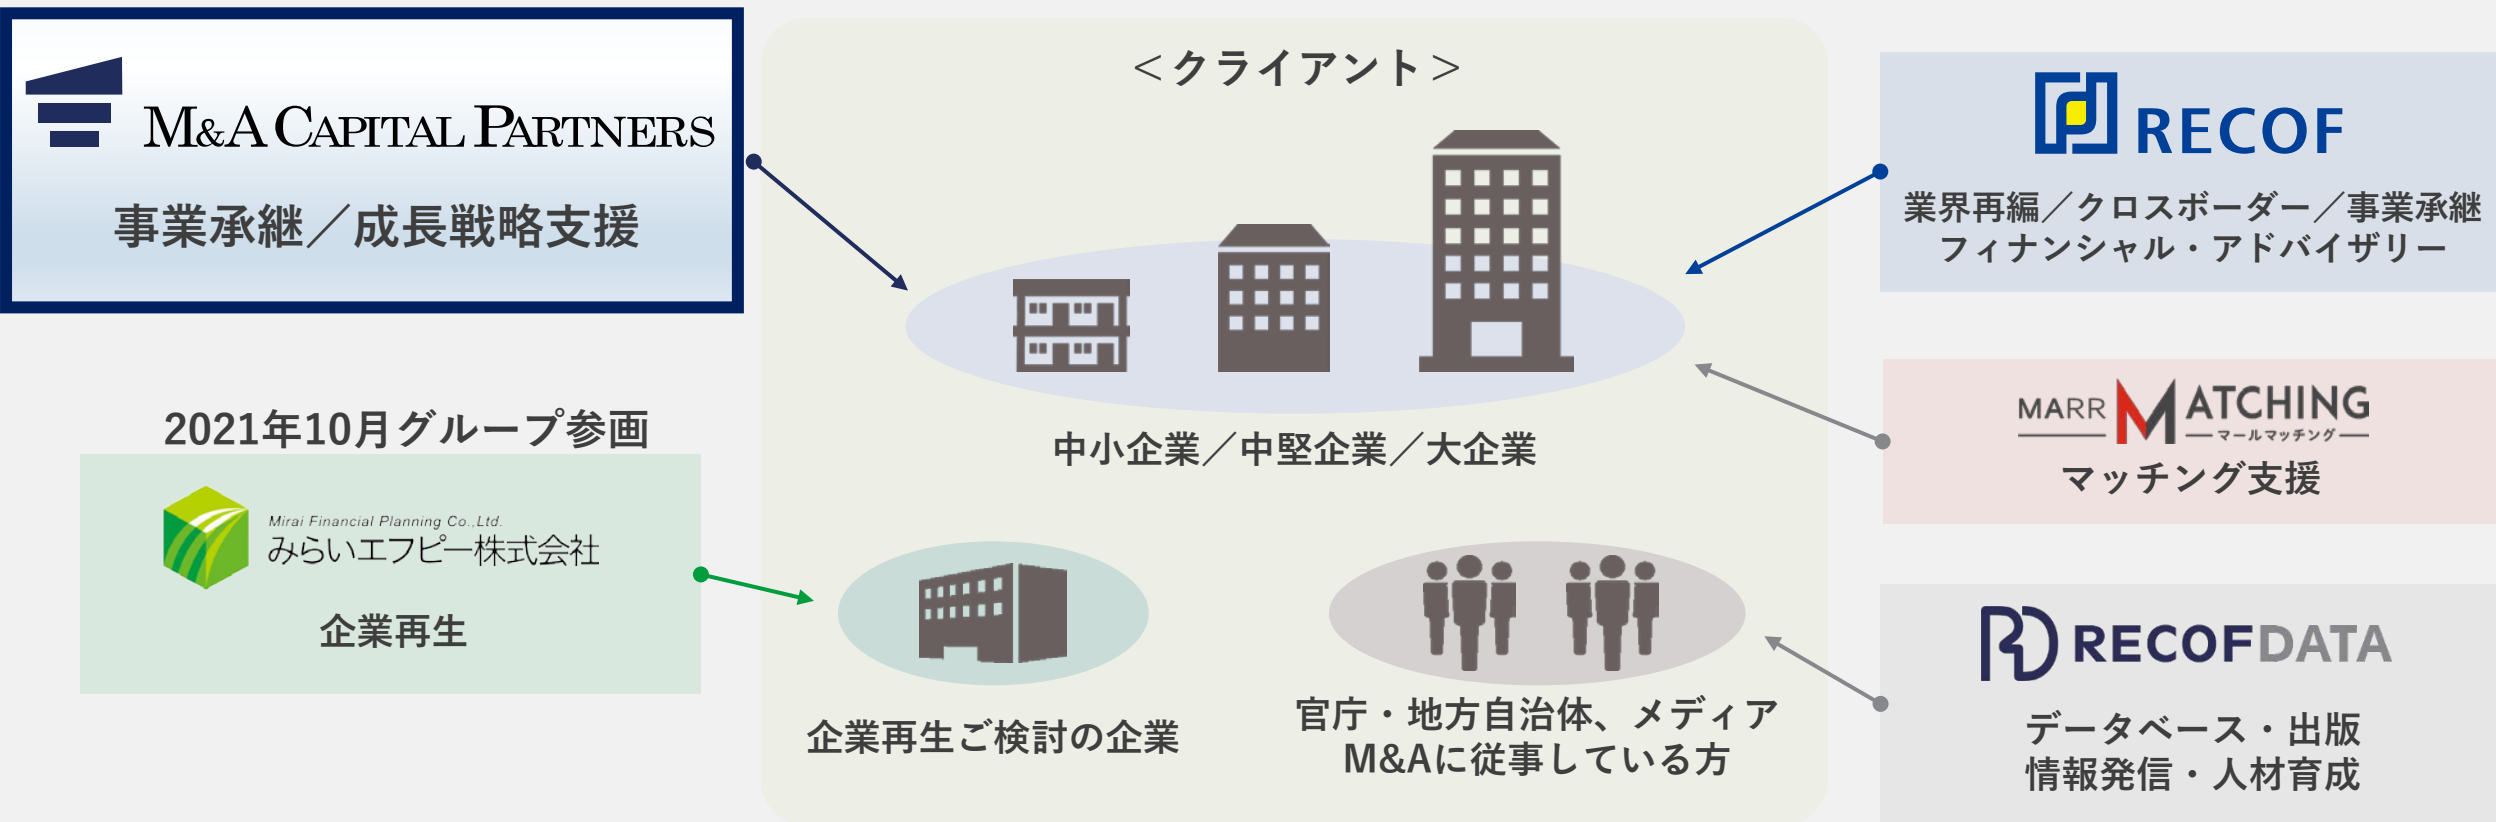 M&A CAPITAL PARTNERS
事業承継／成長戦略支援
2021年10月グループ参画
Mirai Financial Planning Co.,Ltd.
みらいエフピー株式会社
企業再生
＜クライアント＞
中小企業／中堅企業／大企業
企業再生ご検討の企業
官庁・地方自治体、メディア
M&Aに従事している方
RECOF
業界再編／クロスボーダー／事業承継
フィナンシャル・アドバイザリー
MARR MATCHING
マールマッチング
マッチング支援
RECOFDATA
データベース・出版
情報発信・人材育成